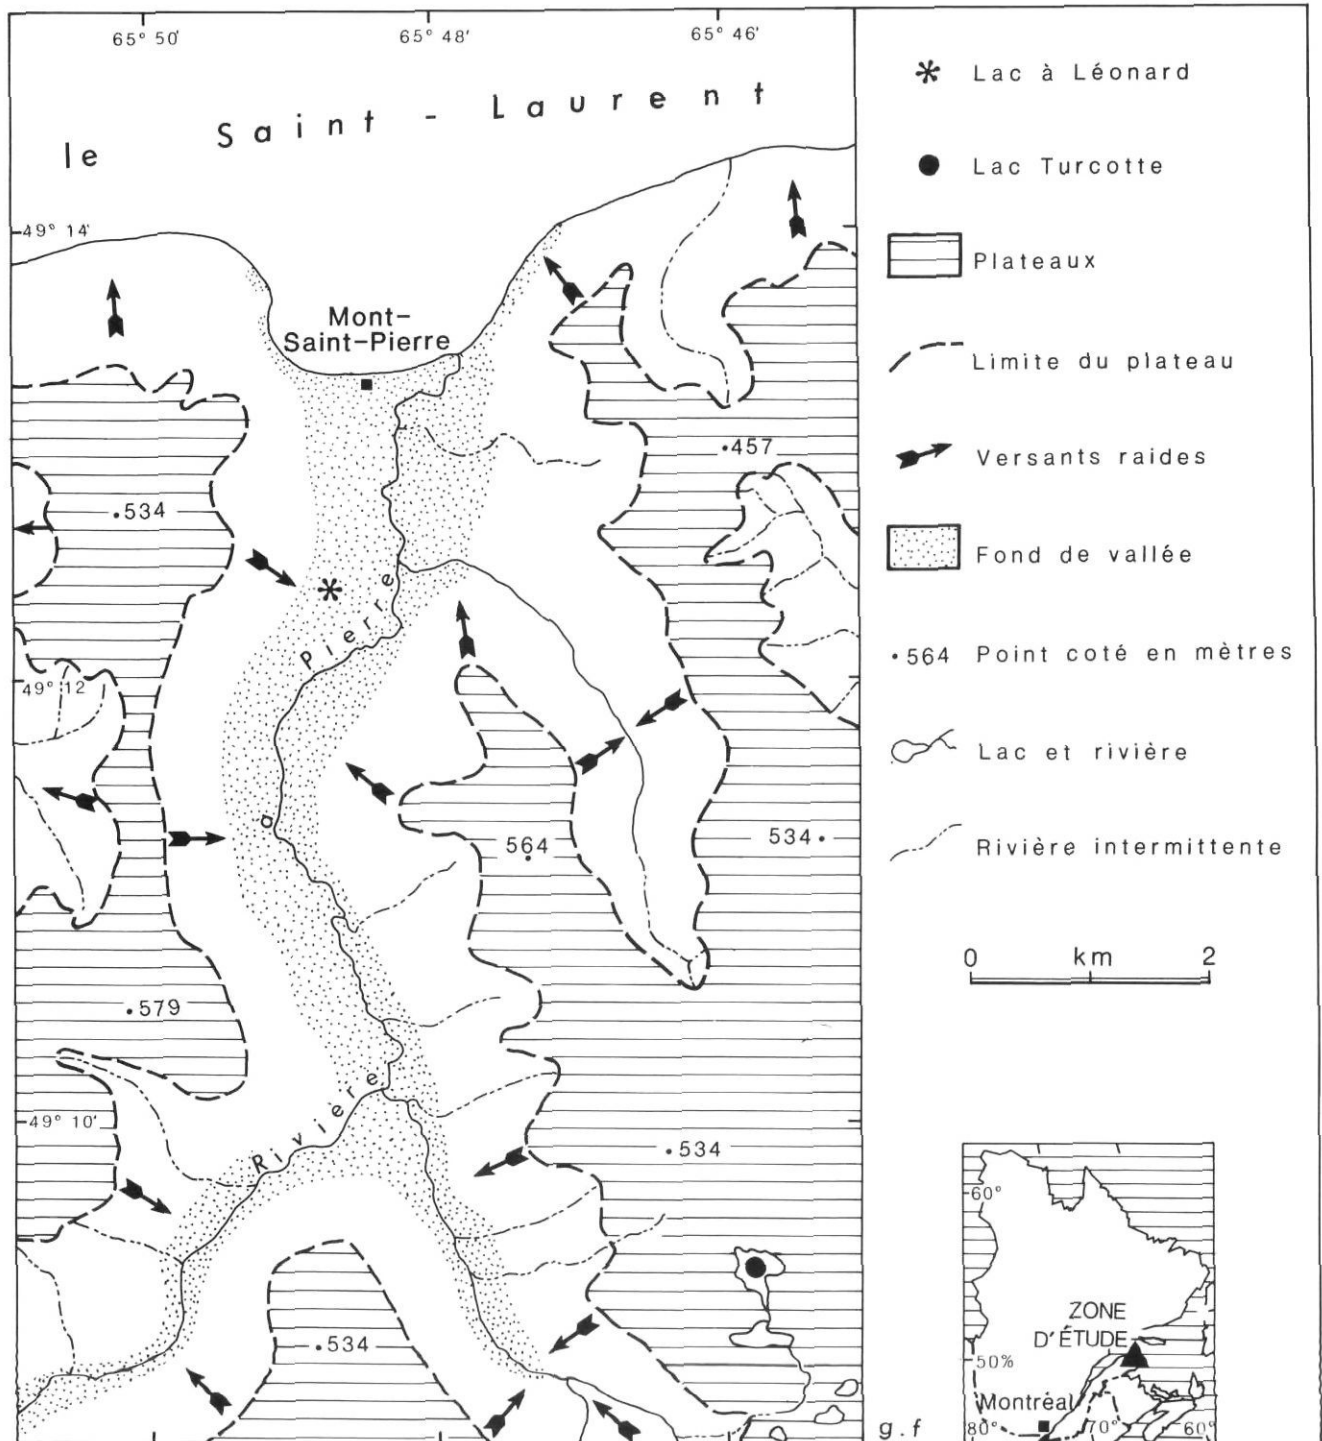 65° 50'
65° 48'
65° 46'
le Saint - Laurent
49° 14'
Mont-
Saint-Pierre
.457
.534
Pierre
49° 12'
à
564
534.
.579
Rivière
49° 10'
.534
.534
Lac à Léonard
Lac Turcotte
Plateaux
Limite du plateau
Versants raides
Fond de vallée
.564 Point coté en mètres
Lac et rivière
Rivière intermittente
0 km 2
60°
ZONE
D'ÉTUDE
50%
Montréal
80° 70° 60°
g.f